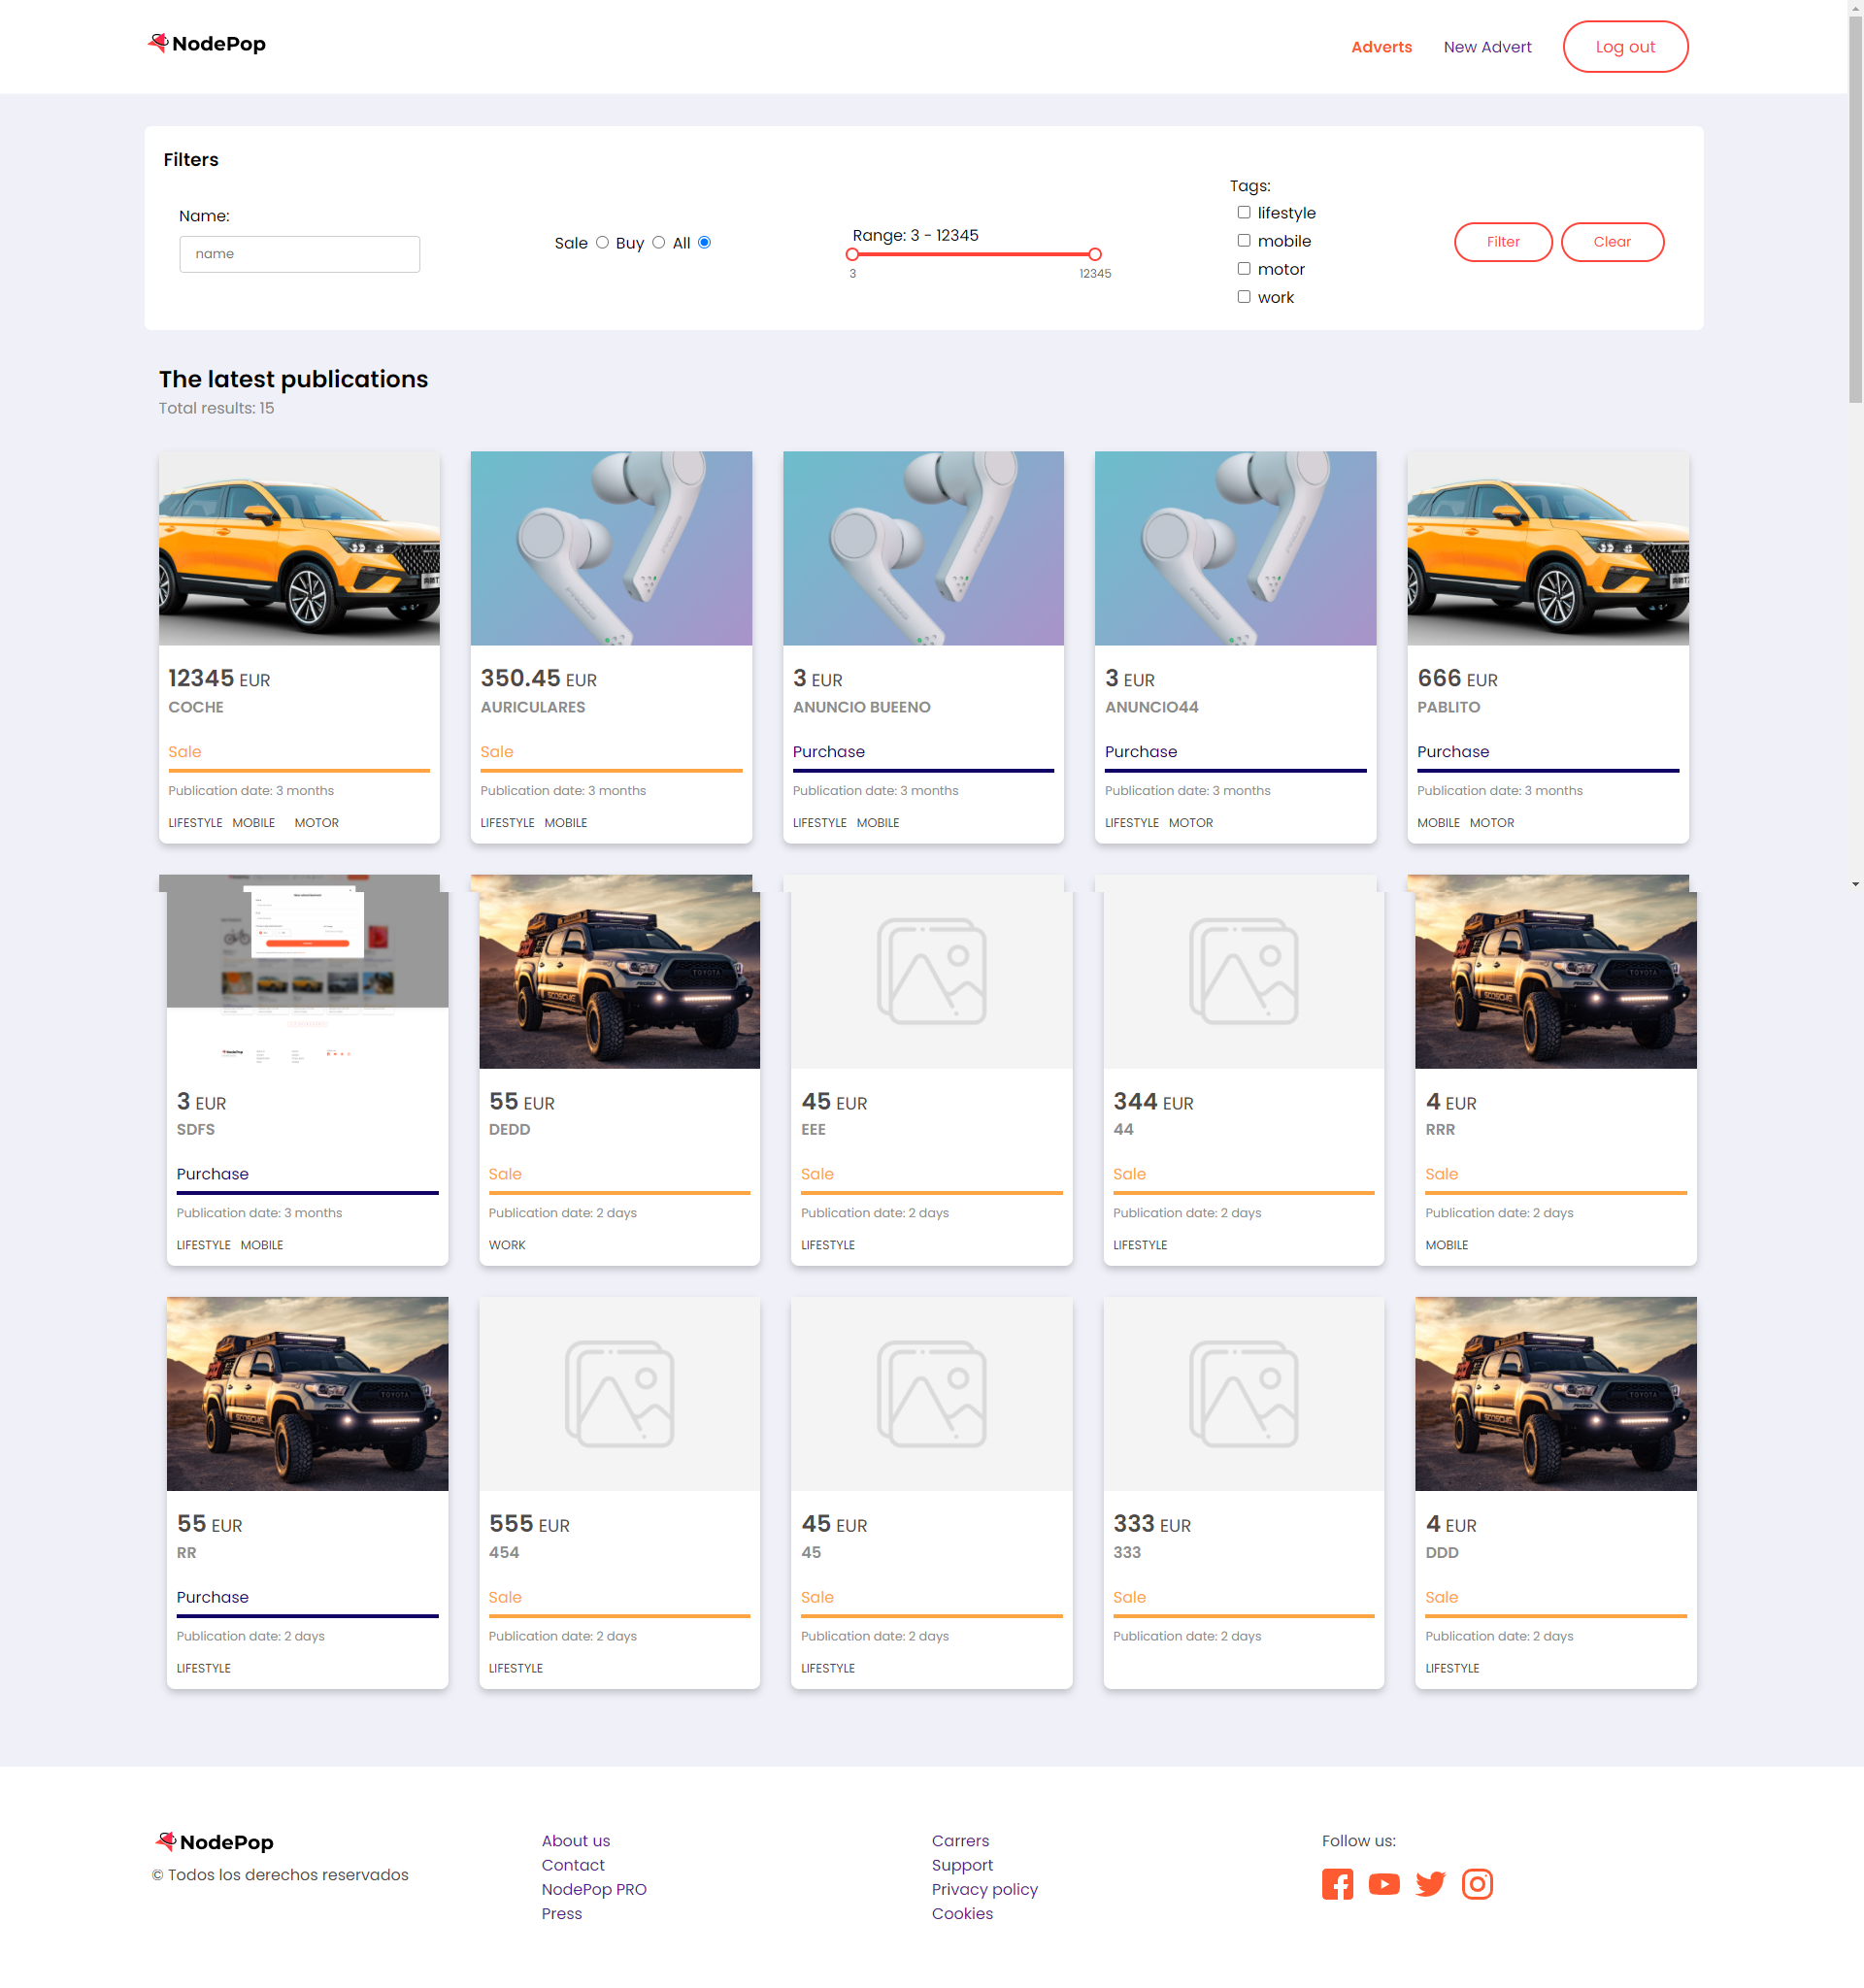 NodePop
Adverts New Advert Log out
Filters
Name:
name
Sale Buy All
Range: 3 - 12345
3 12345
Tags:
lifestyle
mobile
motor
work
Filter Clear
The latest publications
Total results: 15
12345 EUR
COCHE
Sale
Publication date: 3 months
LIFESTYLE MOBILE MOTOR
350.45 EUR
AURICULARES
Sale
Publication date: 3 months
LIFESTYLE MOBILE
3 EUR
ANUNCIO BUEENO
Purchase
Publication date: 3 months
LIFESTYLE MOBILE
3 EUR
ANUNCIO44
Purchase
Publication date: 3 months
LIFESTYLE MOTOR
666 EUR
PABLITO
Purchase
Publication date: 3 months
MOBILE MOTOR
NodePop
3 EUR
SDFS
Purchase
Publication date: 3 months
LIFESTYLE MOBILE
TOYOTA
55 EUR
DEDD
Sale
Publication date: 2 days
WORK
45 EUR
EEE
Sale
Publication date: 2 days
LIFESTYLE
344 EUR
44
Sale
Publication date: 2 days
LIFESTYLE
TOYOTA
4 EUR
RRR
Sale
Publication date: 2 days
MOBILE
TOYOTA
55 EUR
RR
Purchase
Publication date: 2 days
LIFESTYLE
555 EUR
454
Sale
Publication date: 2 days
LIFESTYLE
45 EUR
45
Sale
Publication date: 2 days
LIFESTYLE
333 EUR
333
Sale
Publication date: 2 days
TOYOTA
4 EUR
DDD
Sale
Publication date: 2 days
LIFESTYLE
NodePop
© Todos los derechos reservados
About us
Contact
NodePop PRO
Press
Carrers
Support
Privacy policy
Cookies
Follow us: